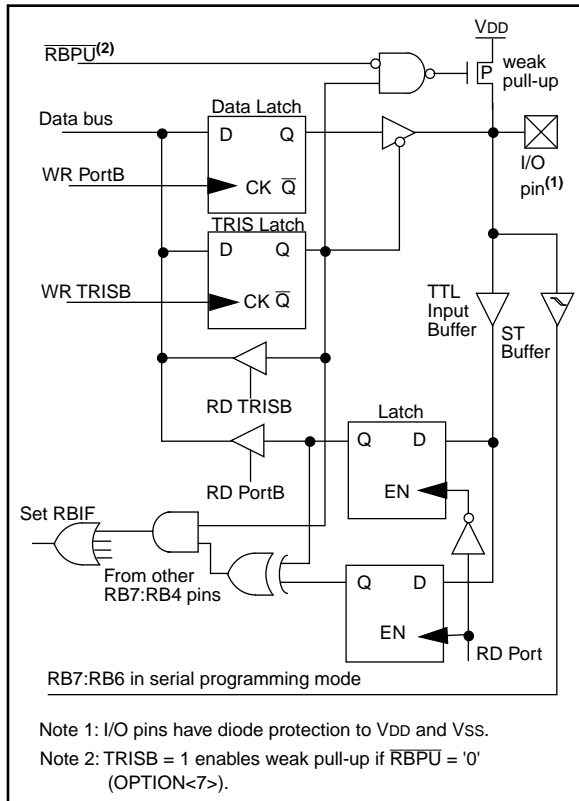 VDD
RBPU(2)
P
weak
pull-up
Data Latch
Data bus
D
Q
I/O
pin(1)
WR PortB
CK
Q
TRIS Latch
D
Q
WR TRISB
CK
Q
TTL
Input
Buffer
ST
Buffer
RD TRISB
Latch
Q
D
RD PortB
EN
Set RBIF
From other
RB7:RB4 pins
Q
D
EN
RD Port
RB7:RB6 in serial programming mode
Note 1: I/O pins have diode protection to VDD and VSS.
Note 2: TRISB = 1 enables weak pull-up if RBPU = '0'
(OPTION<7>).